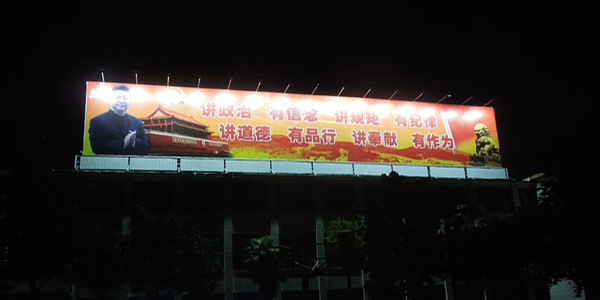 讲政治 有信念 讲规矩 有纪律
讲道德 有品行 讲奉献 有作为